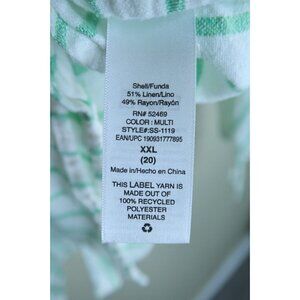 Shell/Funda
51% Linen/Lino
49% Rayon/Rayón
RN# 52469
COLOR : MULTI
STYLE#:SS-1119
EAN/UPC 190931777895
XXL
(20)
Made in/Hecho en China
THIS LABEL YARN IS
MADE OUT OF
100% RECYCLED
POLYESTER
MATERIALS